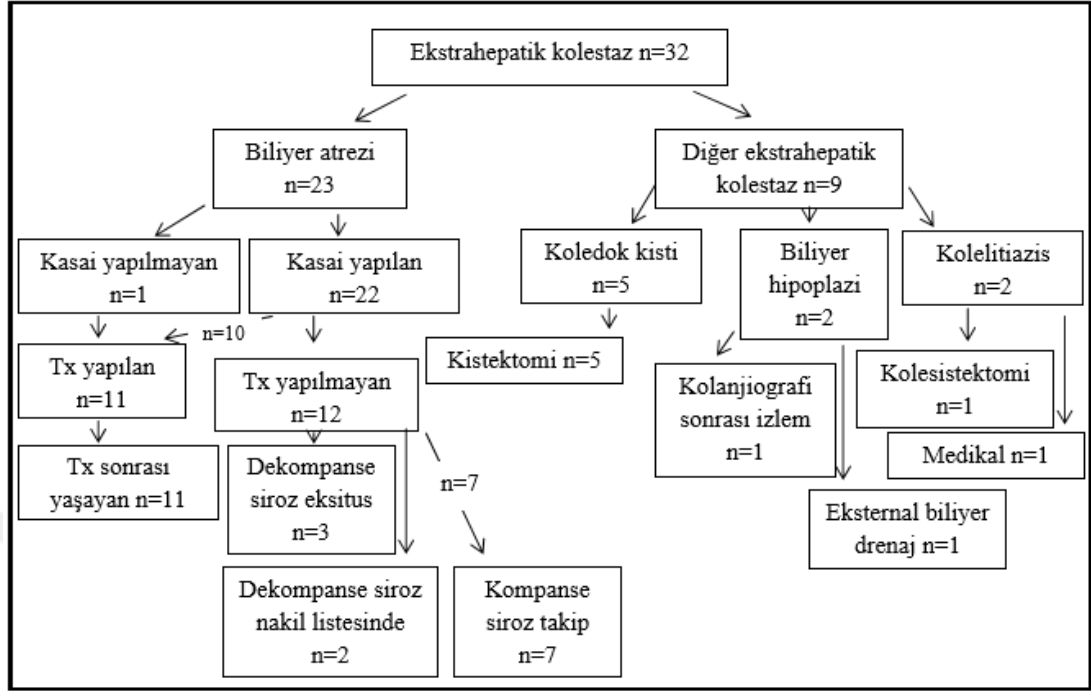 Ekstrahepatik kolestaz n=32
Biliyer atrezi
n=23
Diğer ekstrahepatik
kolestaz n=9
Kasai yapılmayan
n=1
Kasai yapılan
n=22
Koledok kisti
n=5
Biliyer
hipoplazi
n=2
Kolelitiazis
n=2
n=10
Tx yapılan
n=11
Tx yapılmayan
n=12
Kistektomi n=5
Kolanjiografi
sonrası izlem
n=1
Kolesistektomi
n=1
Medikal n=1
Tx sonrası
yaşayan n=11
Dekompanse
siroz eksitus
n=3
n=7
Eksternal biliyer
drenaj n=1
Dekompanse siroz
nakil listesinde
n=2
Kompanse
siroz takip
n=7